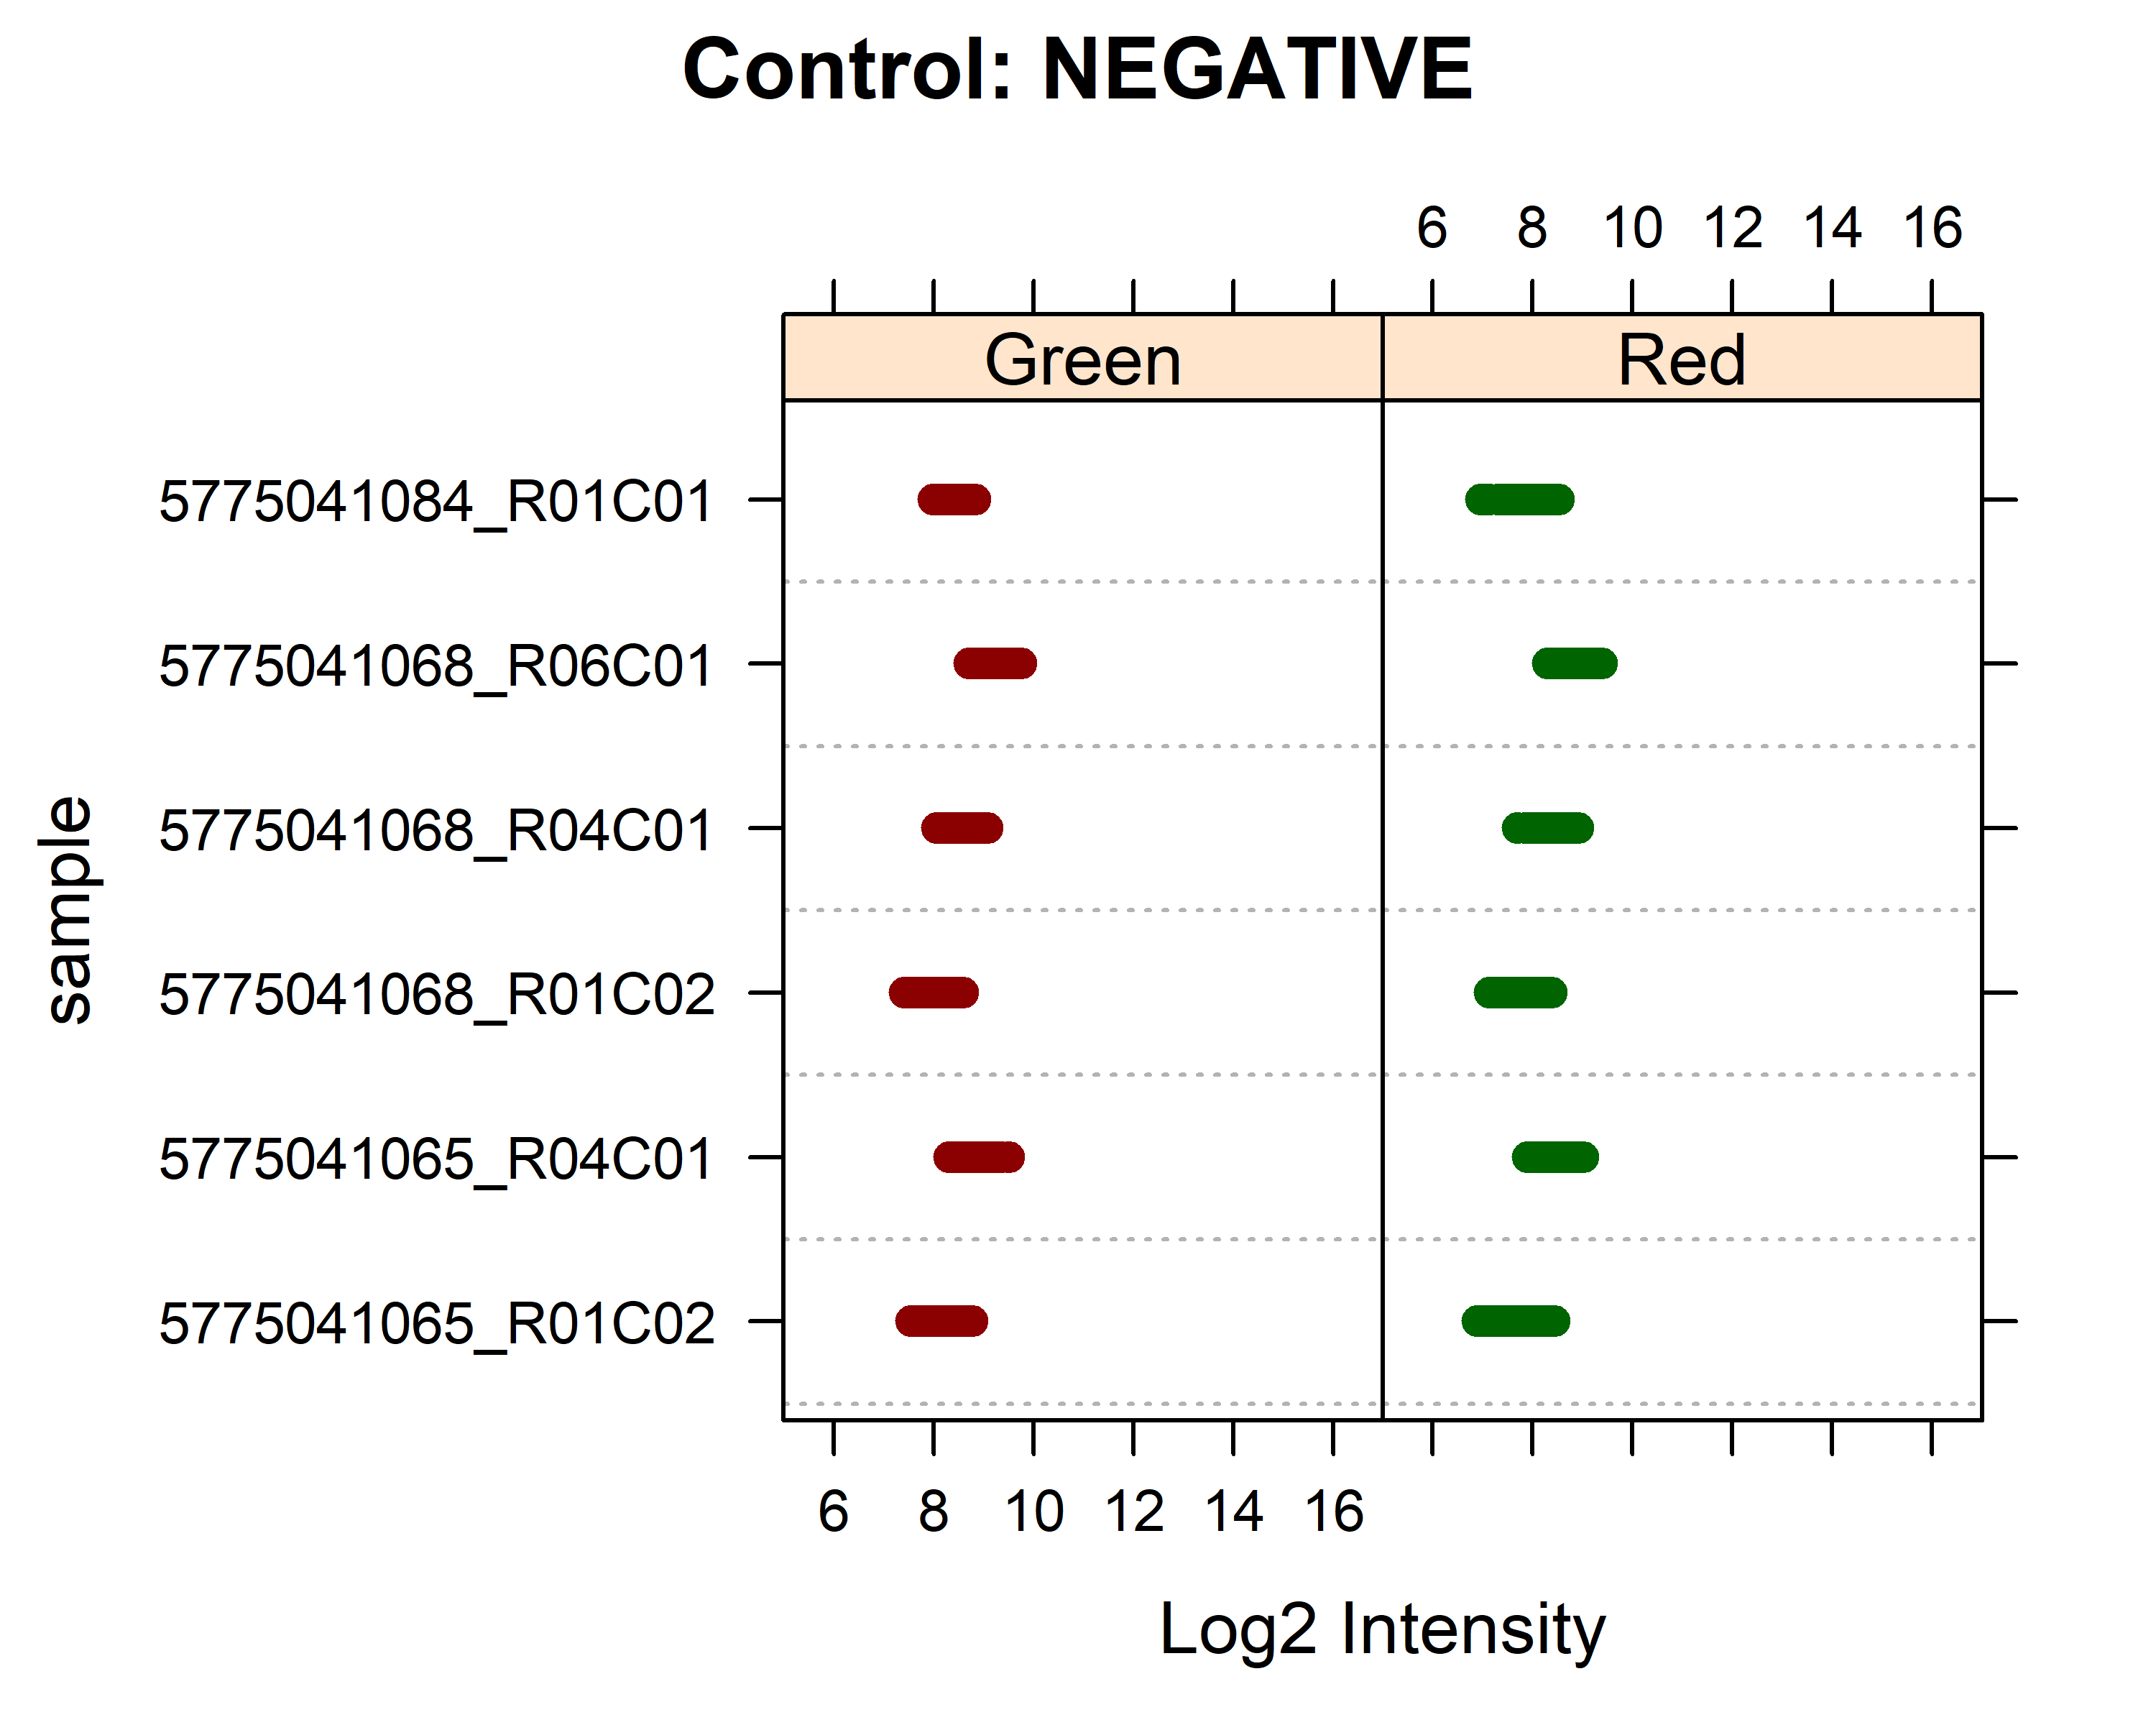 Control: NEGATIVE
6 8 10 12 14 16
Green Red
5775041084_R01C01
5775041068_R06C01
5775041068_R04C01
5775041068_R01C02
5775041065_R04C01
5775041065_R01C02
sample
6 8 10 12 14 16
Log2 Intensity